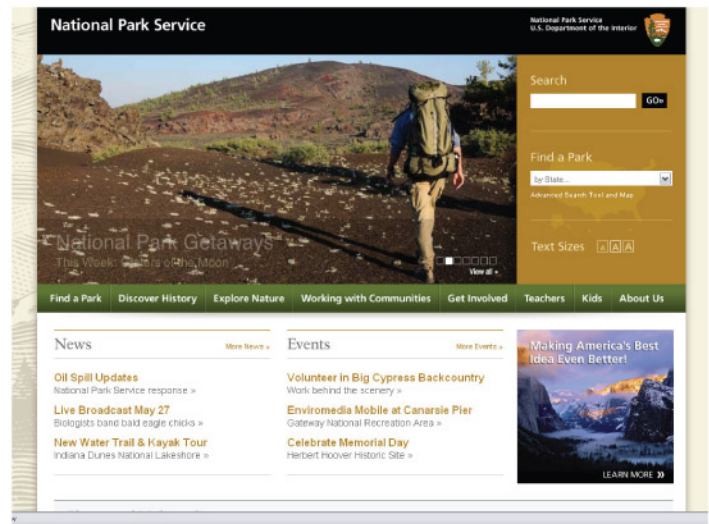 National Park Service
National Park Service
U.S. Department of the Interior
Search
GO»
Find a Park
by State...
Advanced Search Tool and Map
Text Sizes A A A
National Park Getaways
This Week: Craters of the Moon
View all »
Find a Park Discover History Explore Nature Working with Communities Get Involved Teachers Kids About Us
News More News »
Oil Spill Updates
National Park Service response »
Live Broadcast May 27
Biologists band bald eagle chicks »
New Water Trail & Kayak Tour
Indiana Dunes National Lakeshore »
Events More Events »
Volunteer in Big Cypress Backcountry
Work behind the scenery »
Enviromedia Mobile at Canarsie Pier
Gateway National Recreation Area »
Celebrate Memorial Day
Herbert Hoover Historic Site »
Making America's Best
Idea Even Better!
LEARN MORE »